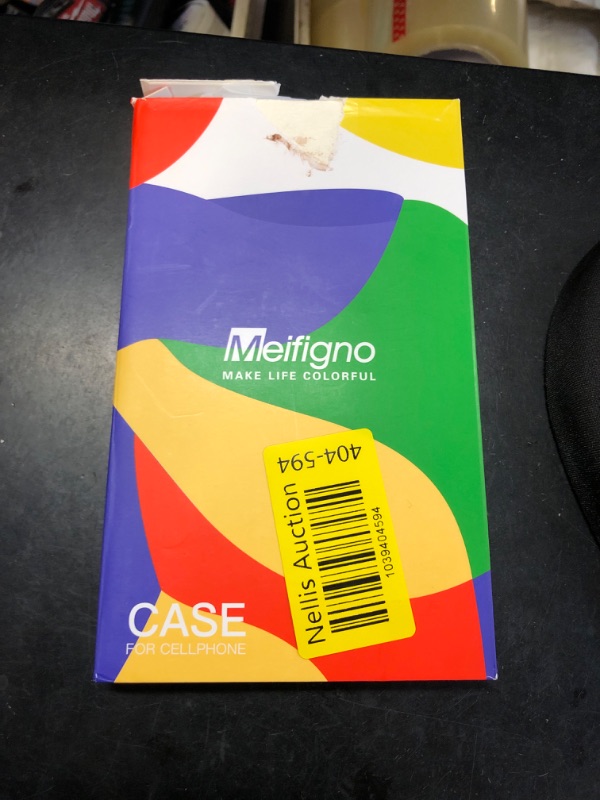 Meifigno
MAKE LIFE COLORFUL
404-594
Nellis Auction
1039404594
CASE
FOR CELLPHONE